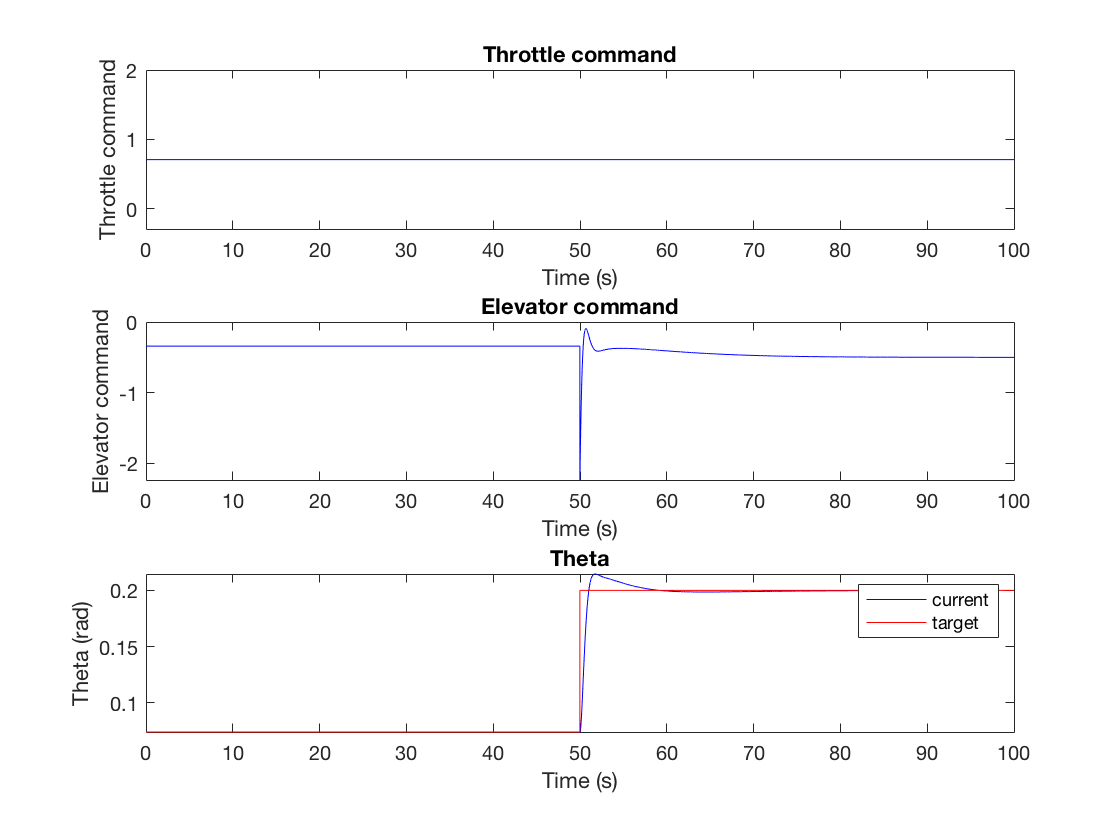 Throttle command
Throttle command
2
1
0
0 10 20 30 40 50 60 70 80 90 100
Time (s)
Elevator command
Elevator command
0
-1
-2
0 10 20 30 40 50 60 70 80 90 100
Time (s)
Theta
Theta (rad)
0.2
0.15
0.1
current
target
0 10 20 30 40 50 60 70 80 90 100
Time (s)